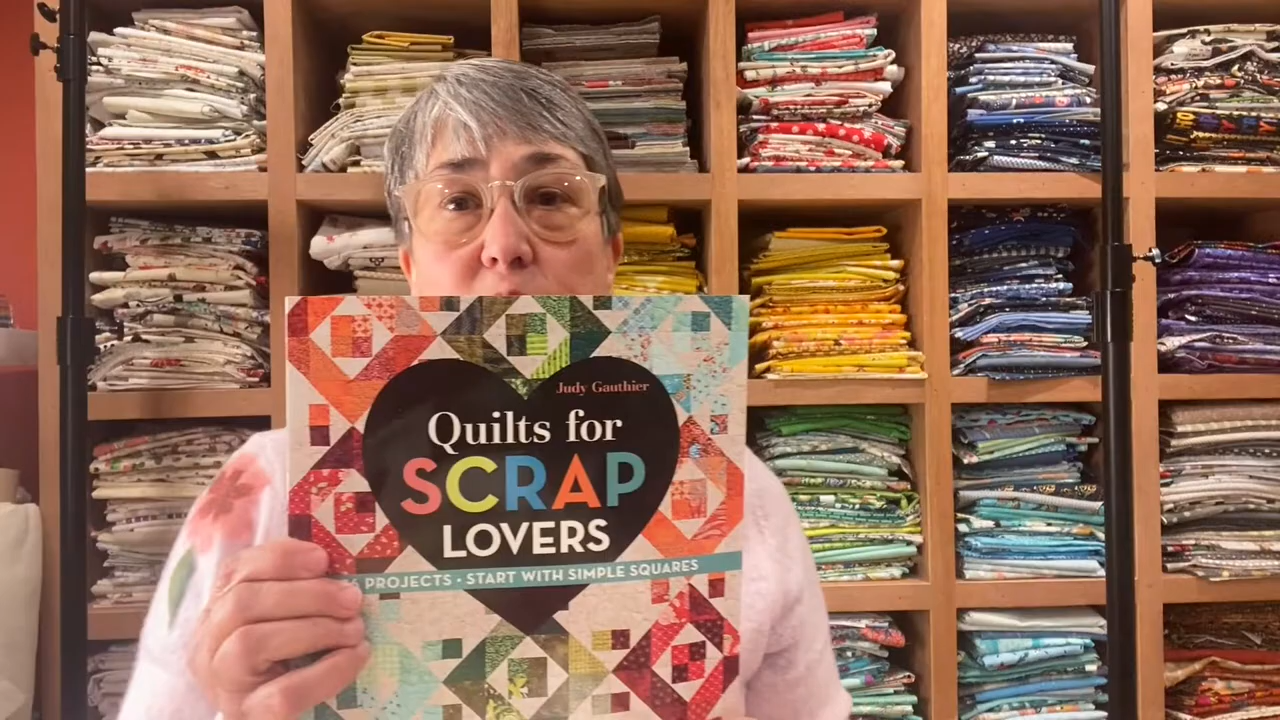 Judy Gauthier
Quilts for
SCRAP
LOVERS
PROJECTS • START WITH SIMPLE SQUARES